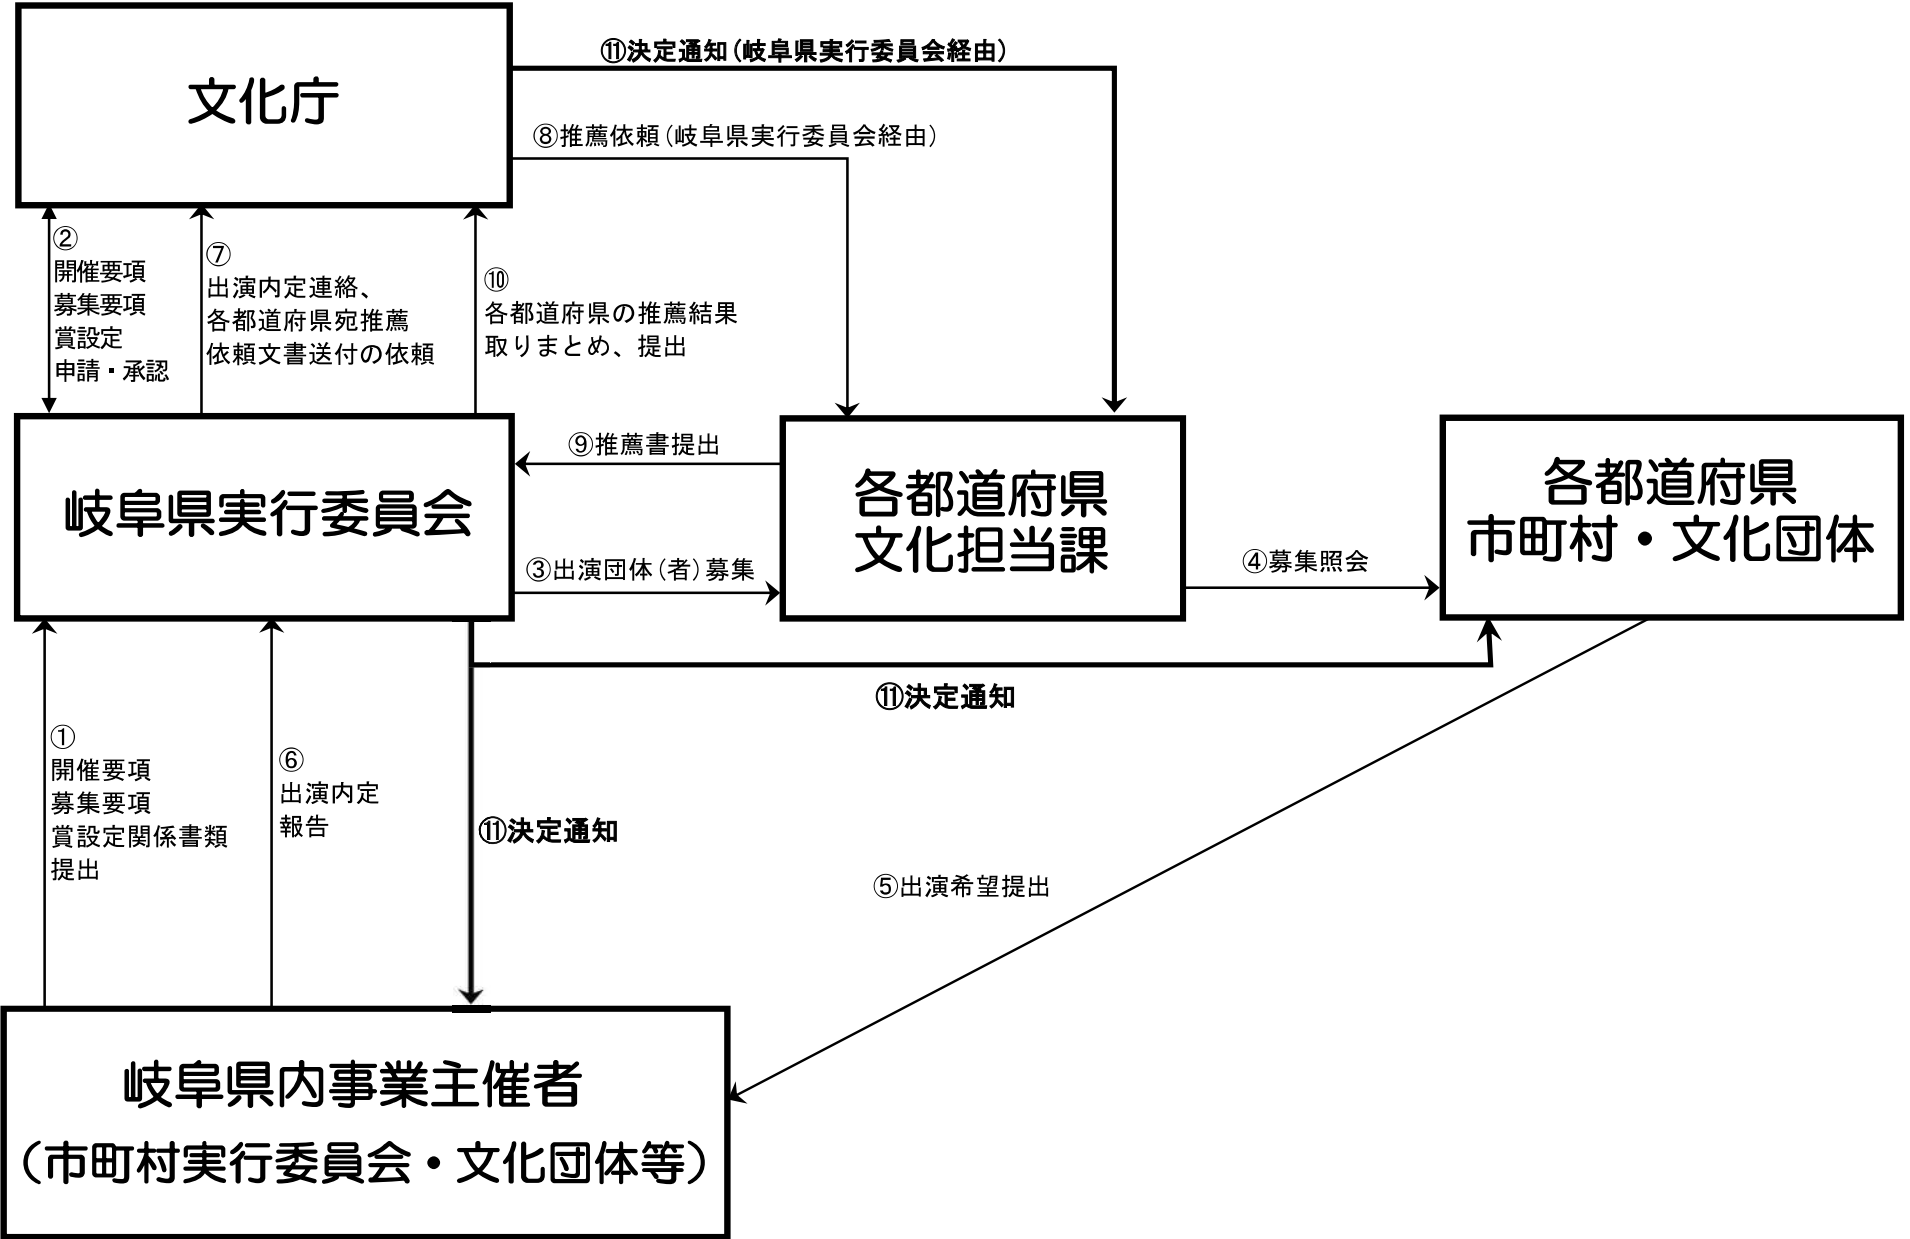 ⑪決定通知(岐阜県実行委員会経由)
文化庁
⑧推薦依頼(岐阜県実行委員会経由)
②
開催要項
募集要項
賞設定
申請・承認
⑦
出演内定連絡、
各都道府県宛推薦
依頼文書送付の依頼
⑩
各都道府県の推薦結果
取りまとめ、提出
⑨推薦書提出
岐阜県実行委員会
各都道府県
文化担当課
各都道府県
市町村・文化団体
③出演団体(者)募集
④募集照会
⑪決定通知
①
開催要項
募集要項
賞設定関係書類
提出
⑥
出演内定
報告
⑪決定通知
⑤出演希望提出
岐阜県内事業主催者
(市町村実行委員会・文化団体等)